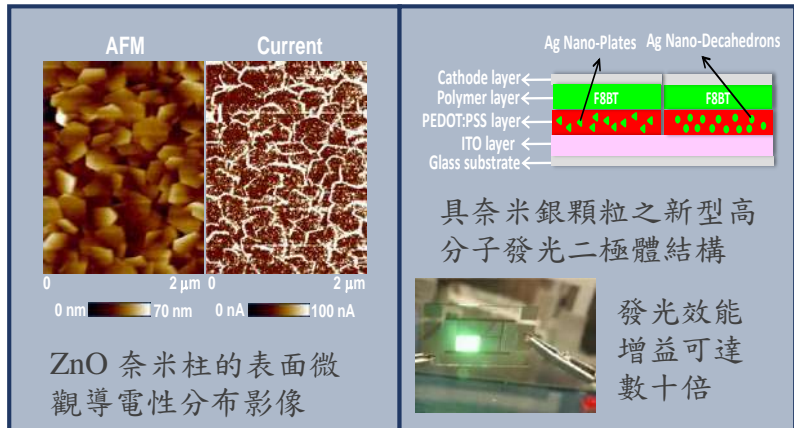 AFM
Current
0
2 μm
0
2 μm
0 nm
70 nm
0 nA
100 nA
ZnO 奈米柱的表面微
觀導電性分布影像
Ag Nano-Plates
Ag Nano-Decahedrons
Cathode layer
Polymer layer
F8BT
F8BT
PEDOT:PSS layer
ITO layer
Glass substrate
具奈米銀顆粒之新型高
分子發光二極體結構
發光效能
增益可達
數十倍